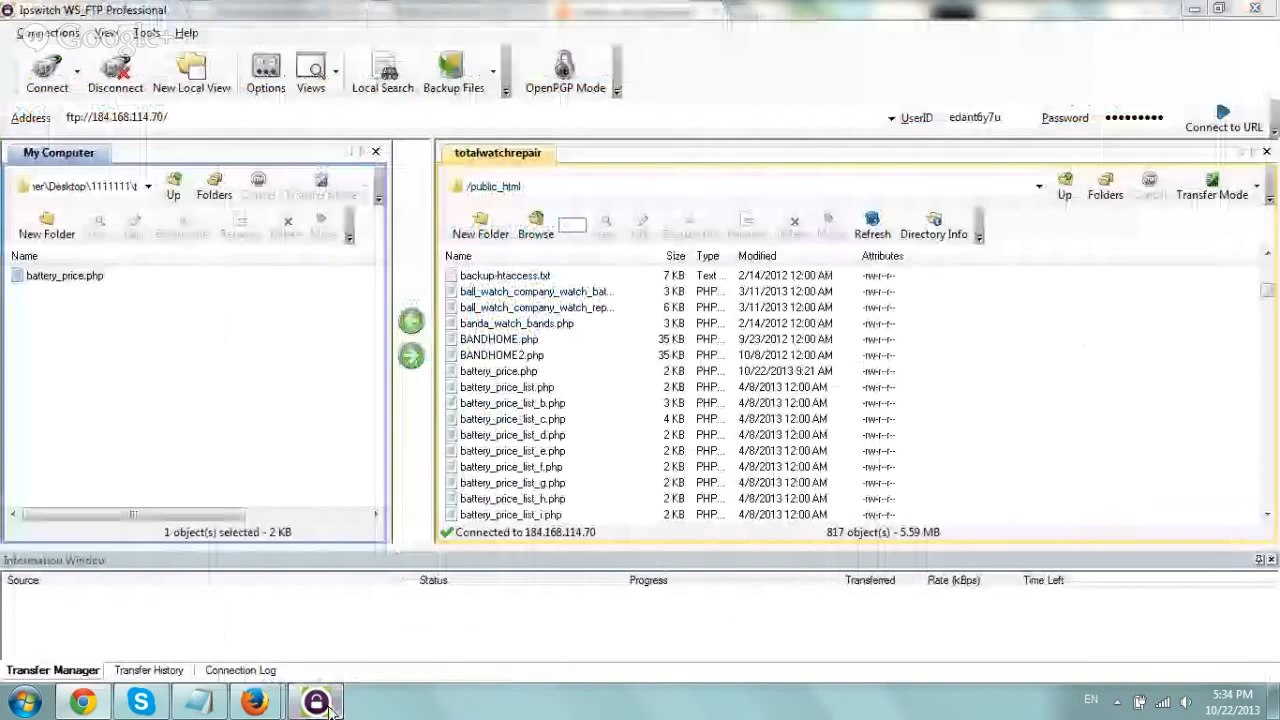 Ipswitch WS_FTP Professional
Connections View Tools Help
Google+
Connect Disconnect New Local View Options Views Local Search Backup Files OpenPGP Mode
Address ftp://184.168.114.70/ UserID edant6y7u Password ••••••••• Connect to URL
My Computer
totalwatchrepair
er\Desktop\1111111\t Up Folders
/public_html Up Folders Transfer Mode
New Folder
New Folder Browse Refresh Directory Info
Name
Name Size Type Modified Attributes
battery_price.php
backup-htaccess.txt 7 KB Text ... 2/14/2012 12:00 AM -rw-r--r--
ball_watch_company_watch_bat... 3 KB PHP... 3/11/2013 12:00 AM -rw-r--r--
ball_watch_company_watch_rep... 6 KB PHP... 3/11/2013 12:00 AM -rw-r--r--
banda_watch_bands.php 3 KB PHP... 2/14/2012 12:00 AM -rw-r--r--
BANDHOME.php 35 KB PHP... 9/23/2012 12:00 AM -rw-r--r--
BANDHOME2.php 35 KB PHP... 10/8/2012 12:00 AM -rw-r--r--
battery_price.php 2 KB PHP... 10/22/2013 9:21 AM -rw-r--r--
battery_price_list.php 2 KB PHP... 4/8/2013 12:00 AM -rw-r--r--
battery_price_list_b.php 3 KB PHP... 4/8/2013 12:00 AM -rw-r--r--
battery_price_list_c.php 4 KB PHP... 4/8/2013 12:00 AM -rw-r--r--
battery_price_list_d.php 2 KB PHP... 4/8/2013 12:00 AM -rw-r--r--
battery_price_list_e.php 2 KB PHP... 4/8/2013 12:00 AM -rw-r--r--
battery_price_list_f.php 2 KB PHP... 4/8/2013 12:00 AM -rw-r--r--
battery_price_list_g.php 2 KB PHP... 4/8/2013 12:00 AM -rw-r--r--
battery_price_list_h.php 2 KB PHP... 4/8/2013 12:00 AM -rw-r--r--
battery_price_list_i.php 2 KB PHP... 4/8/2013 12:00 AM -rw-r--r--
1 object(s) selected - 2 KB
Connected to 184.168.114.70 817 object(s) - 5.59 MB
Information Window
Source: Status Progress Transferred Rate (kBps) Time Left
Transfer Manager Transfer History Connection Log
EN
5:34 PM
10/22/2013